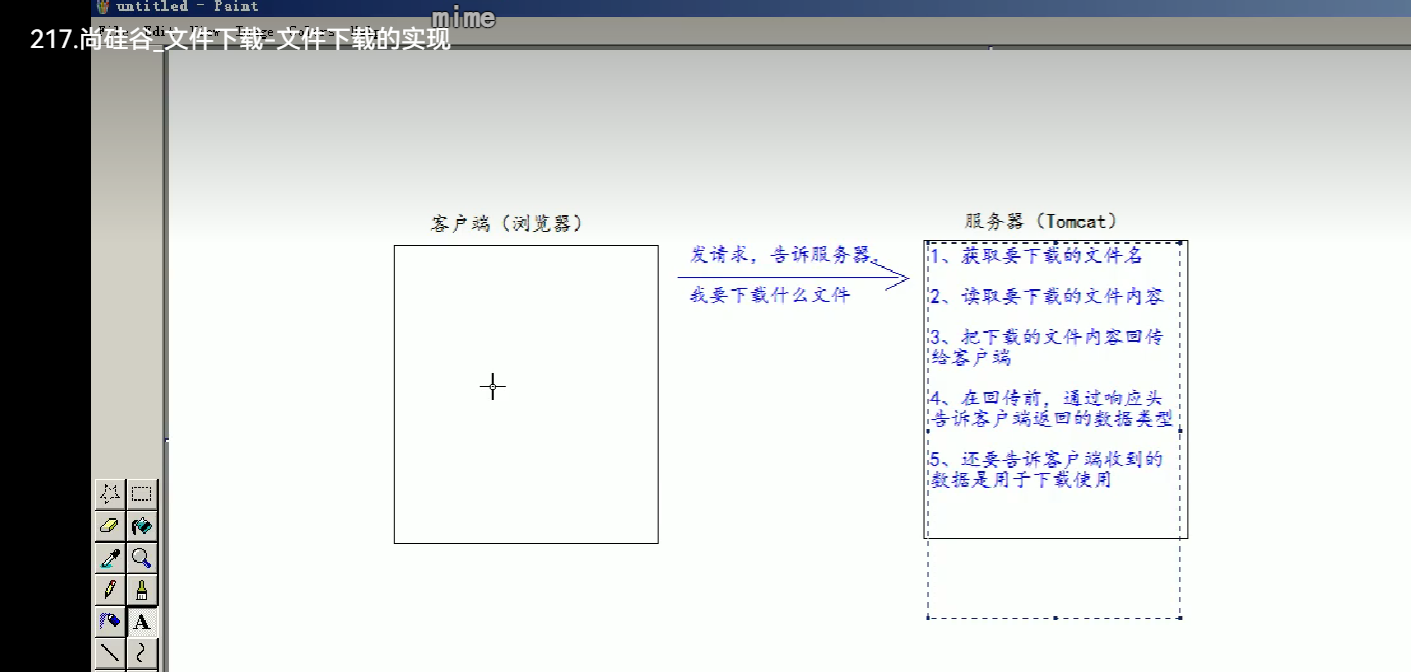 untitled - Paint
mime
217.尚硅谷_文件下载-文件下载的实现
客户端（浏览器）
服务器（Tomcat）
发请求，告诉服务器，
我要下载什么文件
1、获取要下载的文件名
2、读取要下载的文件内容
3、把下载的文件内容回传
给客户端
4、在回传前，通过响应头
告诉客户端返回的数据类型
5、还要告诉客户端收到的
数据是用于下载使用
A